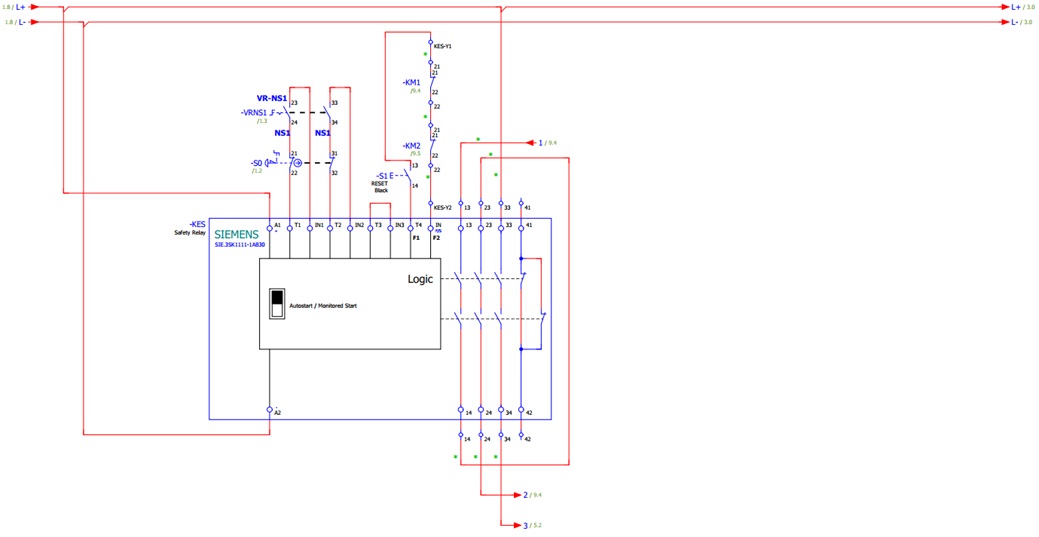 1.8 / L+
L+ / 3.0
1.8 / L-
L- / 3.0
KES-Y1
21
21
-KM1
/9.4
22
22
VR-NS1
23
33
-VRNS1
/1.3
24
34
21
21
-KM2
/9.5
22
22
NS1
NS1
1 / 9.4
21
31
-S0
/1.2
22
32
13
-S1 E
RESET
Black
14
KES-Y2
13
23
33
41
-KES
Safety Relay
A1
T1
IN1
T2
IN2
T3
IN3
T4
IN
13
23
33
41
SIEMENS
SIE.3SK1111-1AB30
F1
F2
Logic
Autostart / Monitored Start
A2
14
24
34
42
14
24
34
42
2 / 9.4
3 / 5.2